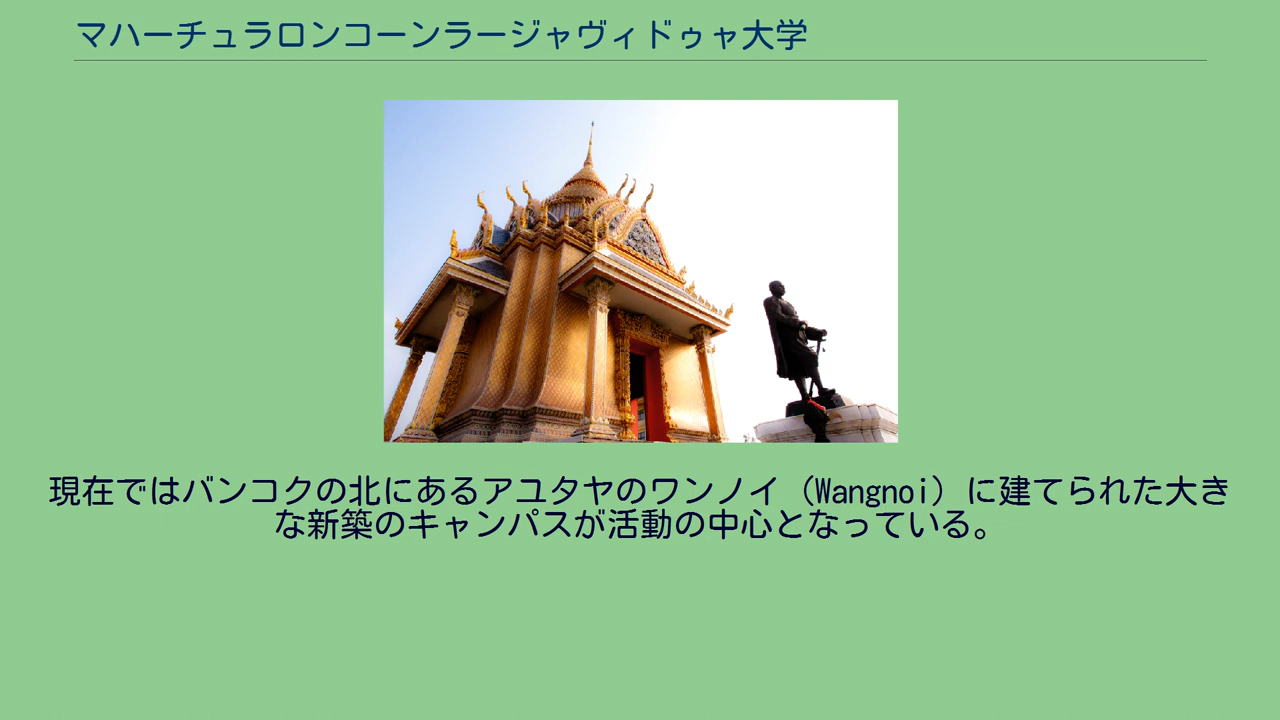 マハーチュラロンコーンラージャヴィドゥャ大学
現在ではバンコクの北にあるアユタヤのワンノイ（Wangnoi）に建てられた大き
な新築のキャンパスが活動の中心となっている。